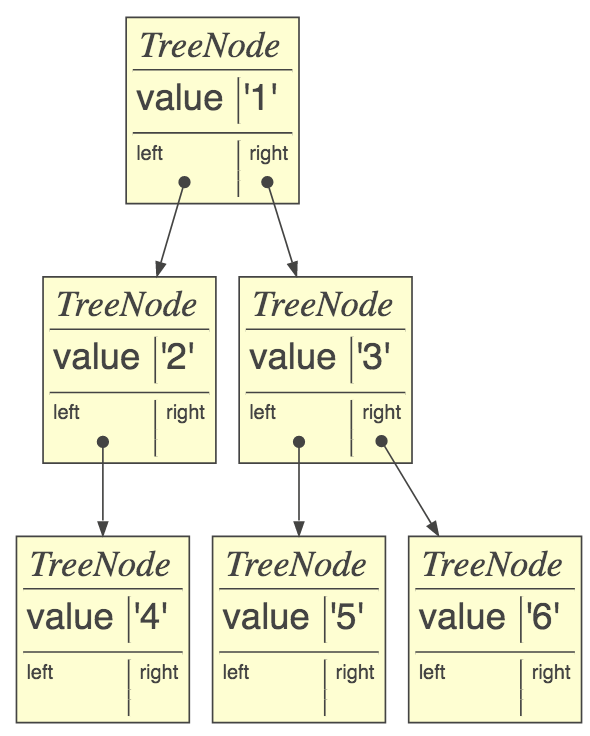 TreeNode
value '1'
left right
TreeNode
value '2'
left right
TreeNode
value '3'
left right
TreeNode
value '4'
left right
TreeNode
value '5'
left right
TreeNode
value '6'
left right